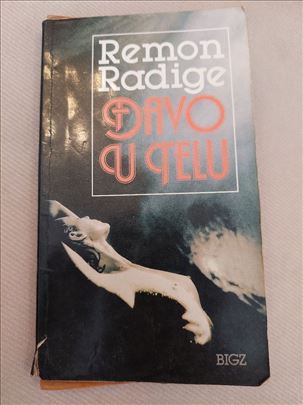 Remon
Radige
ĐAVO
U TELU
BIGZ